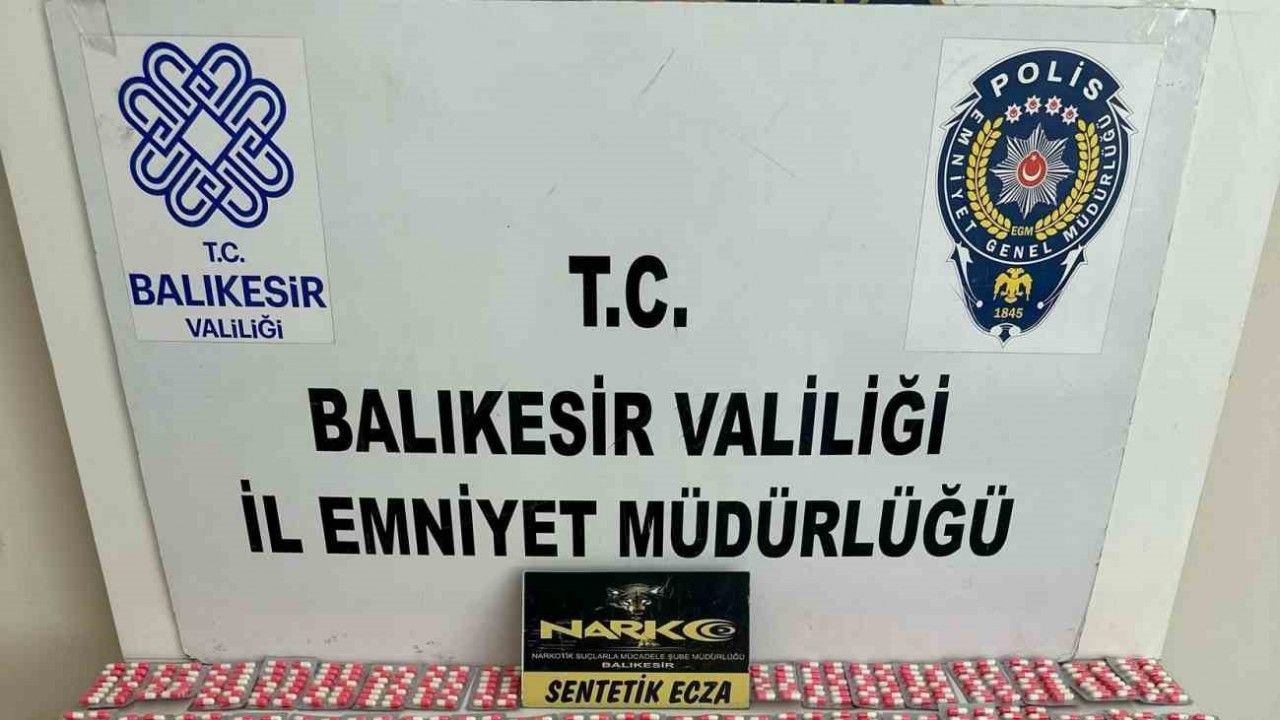 T.C.
BALIKESİR
VALİLİĞİ
POLİS
EMNİYET GENEL MÜDÜRLÜĞÜ
EGM
1845
T.C.
BALIKESİR VALİLİĞİ
İL EMNİYET MÜDÜRLÜĞÜ
NARKO
NARKOTİK SUÇLARLA MÜCADELE ŞUBE MÜDÜRLÜĞÜ
BALIKESİR
SENTETİK ECZA